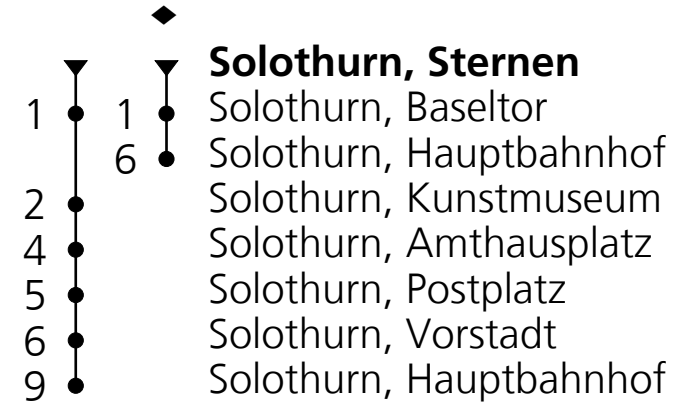 Solothurn, Sternen
1 1 Solothurn, Baseltor
6 Solothurn, Hauptbahnhof
2 Solothurn, Kunstmuseum
4 Solothurn, Amthausplatz
5 Solothurn, Postplatz
6 Solothurn, Vorstadt
9 Solothurn, Hauptbahnhof